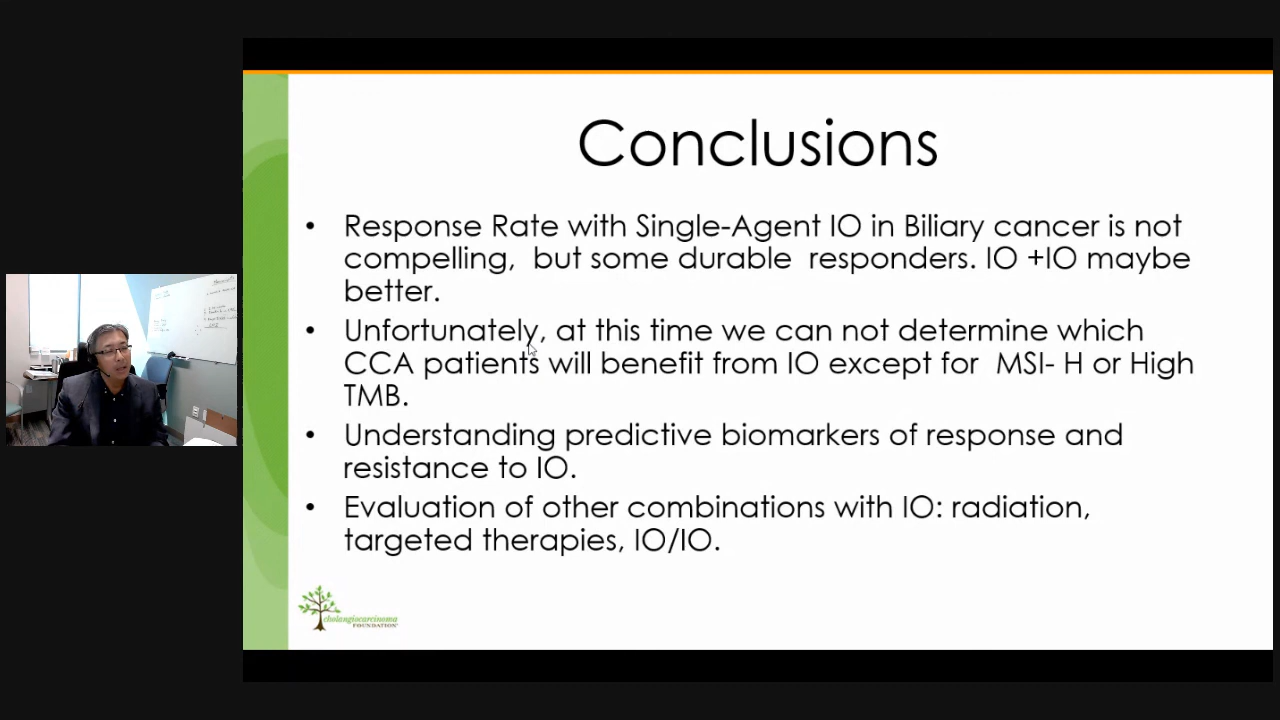 Conclusions
• Response Rate with Single-Agent IO in Biliary cancer is not
compelling, but some durable responders. IO +IO maybe
better.
• Unfortunately, at this time we can not determine which
CCA patients will benefit from IO except for MSI- H or High
TMB.
• Understanding predictive biomarkers of response and
resistance to IO.
• Evaluation of other combinations with IO: radiation,
targeted therapies, IO/IO.
cholangiocarcinoma
FOUNDATION